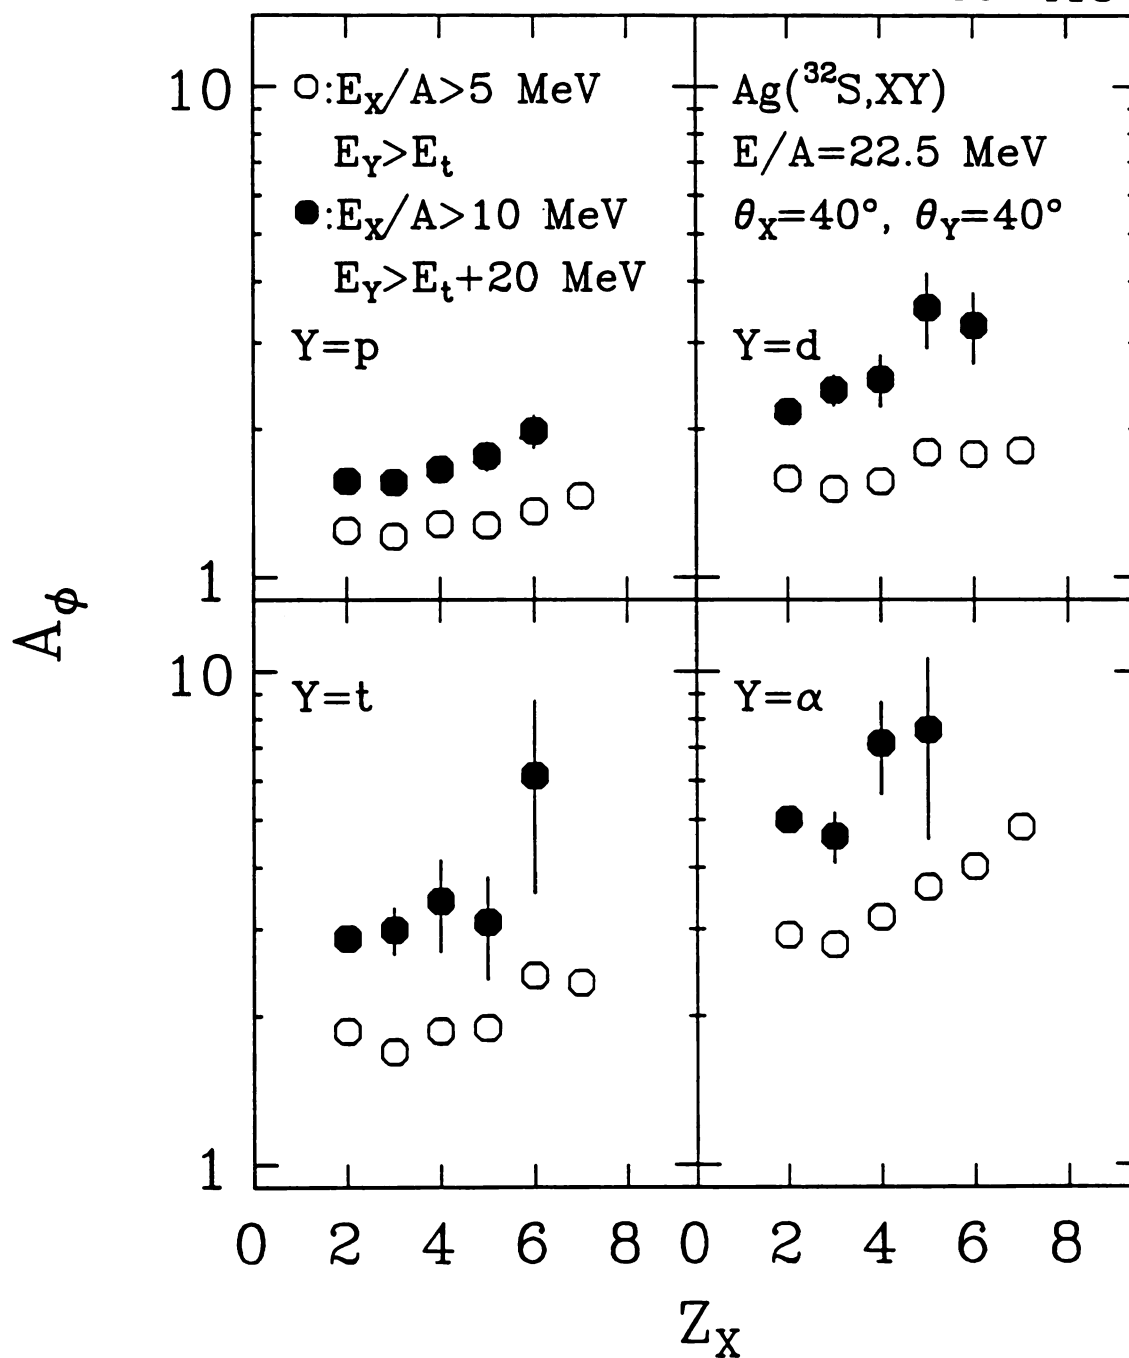 10
○:E_X/A>5 MeV
E_Y>E_t
●:E_X/A>10 MeV
E_Y>E_t+20 MeV
Y=p
1
Ag(³²S,XY)
E/A=22.5 MeV
θ_X=40°, θ_Y=40°
Y=d
A_ϕ
10
Y=t
1
Y=α
0 2 4 6 8 0 2 4 6 8
Z_X